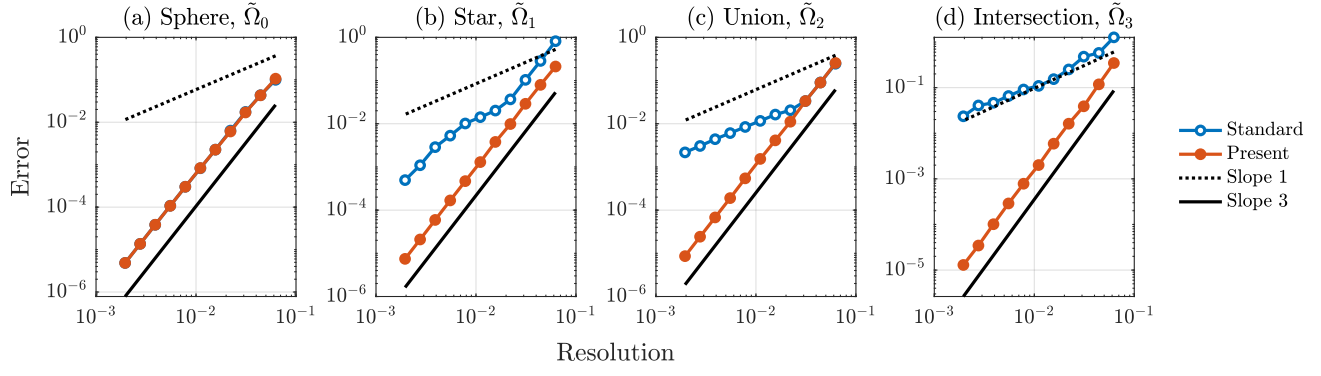 (a) Sphere, Ω̃₀
(b) Star, Ω̃₁
(c) Union, Ω̃₂
(d) Intersection, Ω̃₃
Error
10⁰
10⁻²
10⁻⁴
10⁻⁶
10⁻³ 10⁻² 10⁻¹
10⁰
10⁻²
10⁻⁴
10⁻⁶
10⁻³ 10⁻² 10⁻¹
10⁰
10⁻²
10⁻⁴
10⁻⁶
10⁻³ 10⁻² 10⁻¹
10⁻¹
10⁻³
10⁻⁵
10⁻³ 10⁻² 10⁻¹
Resolution
Standard
Present
Slope 1
Slope 3